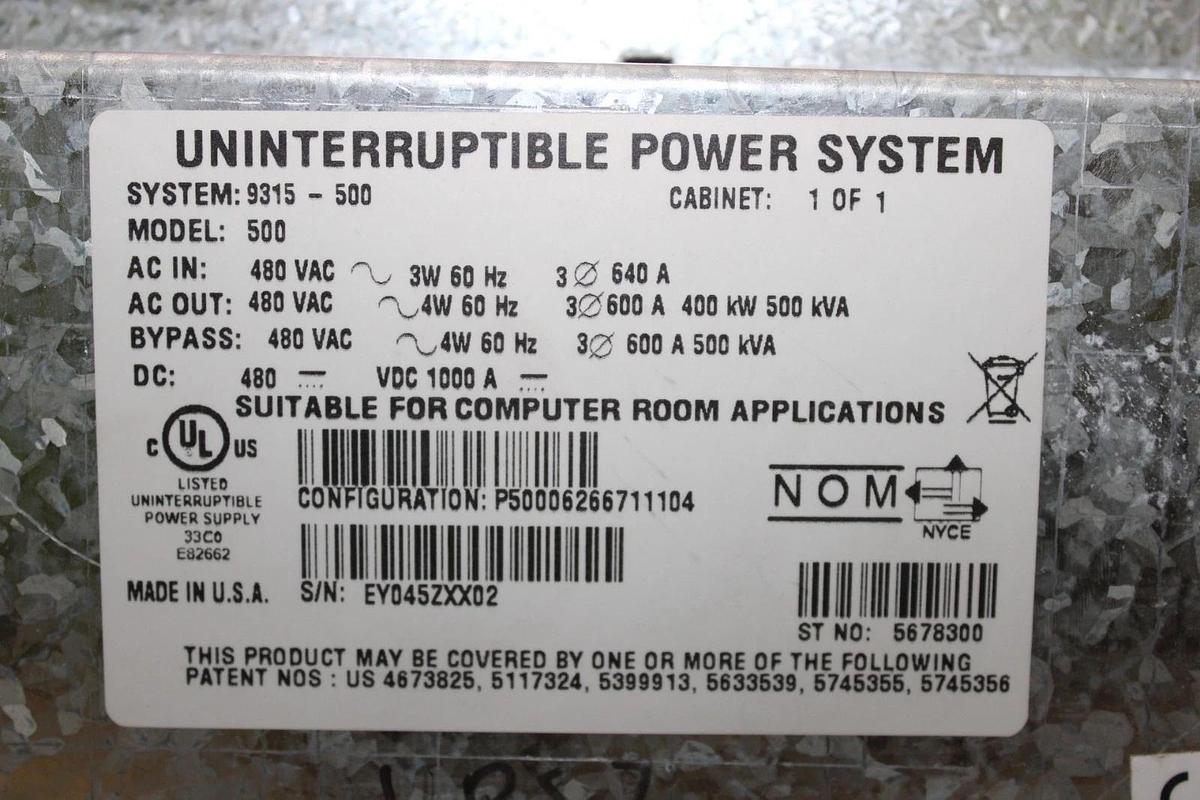 UNINTERRUPTIBLE POWER SYSTEM
SYSTEM: 9315 - 500 CABINET: 1 OF 1
MODEL: 500
AC IN: 480 VAC 3W 60 Hz 3 Ø 640 A
AC OUT: 480 VAC 4W 60 Hz 3Ø 600 A 400 kW 500 kVA
BYPASS: 480 VAC 4W 60 Hz 3Ø 600 A 500 kVA
DC: 480 VDC 1000 A
SUITABLE FOR COMPUTER ROOM APPLICATIONS
C UL US
LISTED
UNINTERRUPTIBLE
POWER SUPPLY
33C0
E82662
CONFIGURATION: P50006266711104
NOM
NYCE
MADE IN U.S.A. S/N: EY045ZXX02
ST NO: 5678300
THIS PRODUCT MAY BE COVERED BY ONE OR MORE OF THE FOLLOWING
PATENT NOS : US 4673825, 5117324, 5399913, 5633539, 5745355, 5745356